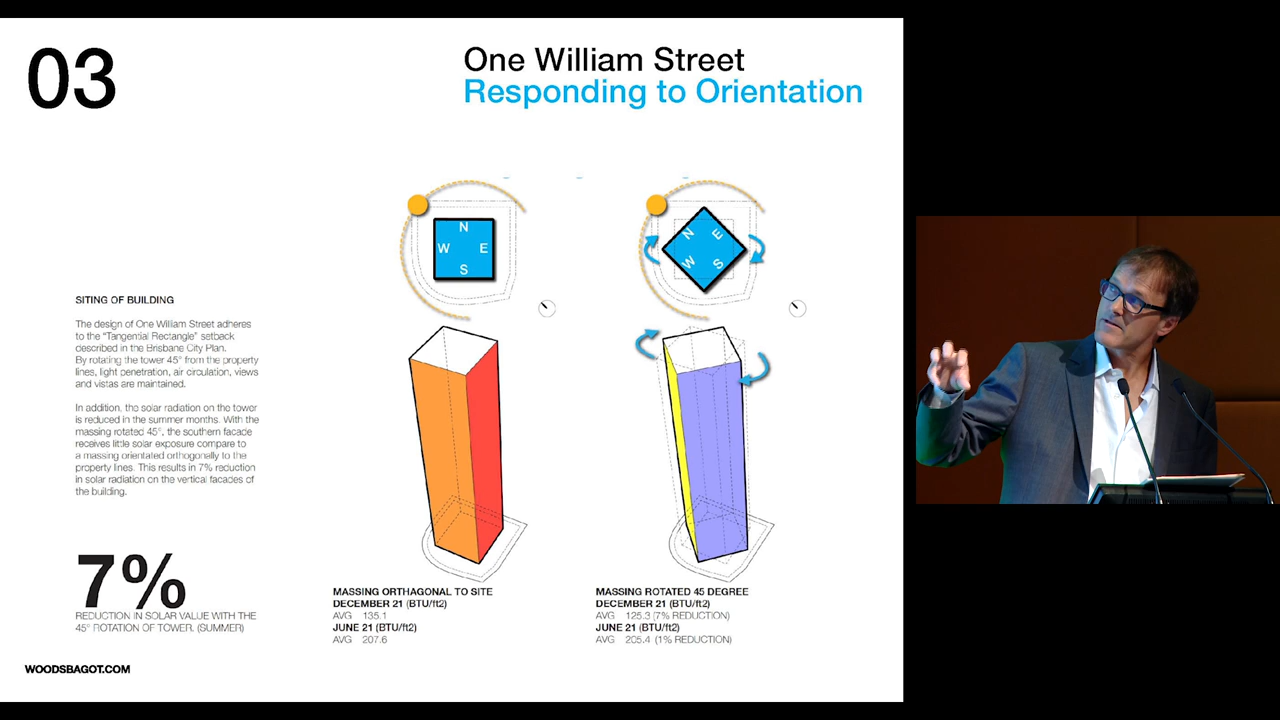 03
One William Street
Responding to Orientation
N
W E
S
N E
W S
SITING OF BUILDING
The design of One William Street adheres
to the “Tangential Rectangle” setback
described in the Brisbane City Plan.
By rotating the tower 45° from the property
lines, light penetration, air circulation, views
and vistas are maintained.
In addition, the solar radiation on the tower
is reduced in the summer months. With the
massing rotated 45°, the southern facade
receives little solar exposure compare to
a massing orientated orthogonally to the
property lines. This results in 7% reduction
in solar radiation on the vertical facades of
the building.
7%
REDUCTION IN SOLAR VALUE WITH THE
45° ROTATION OF TOWER. (SUMMER)
MASSING ORTHOGONAL TO SITE
DECEMBER 21 (BTU/ft2)
AVG 135.1
JUNE 21 (BTU/ft2)
AVG 207.6
MASSING ROTATED 45 DEGREE
DECEMBER 21 (BTU/ft2)
AVG 125.3 (7% REDUCTION)
JUNE 21 (BTU/ft2)
AVG 205.4 (1% REDUCTION)
WOODSBAGOT.COM